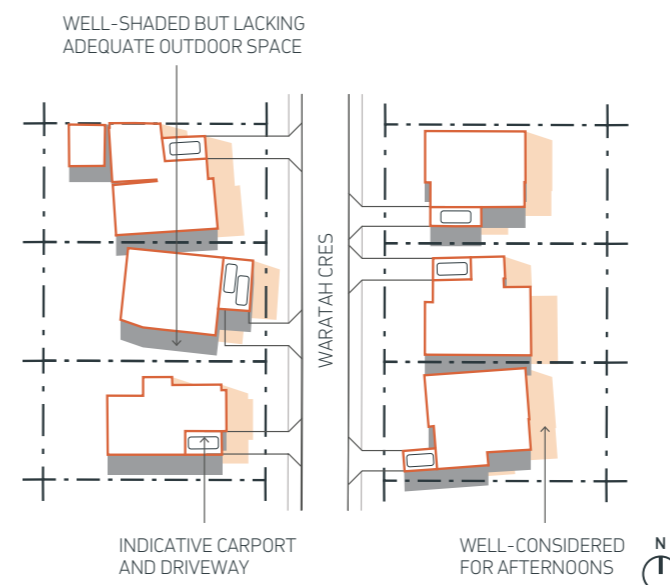 WELL-SHADED BUT LACKING
ADEQUATE OUTDOOR SPACE
WARATAH CRES
INDICATIVE CARPORT
AND DRIVEWAY
WELL-CONSIDERED
FOR AFTERNOONS
N